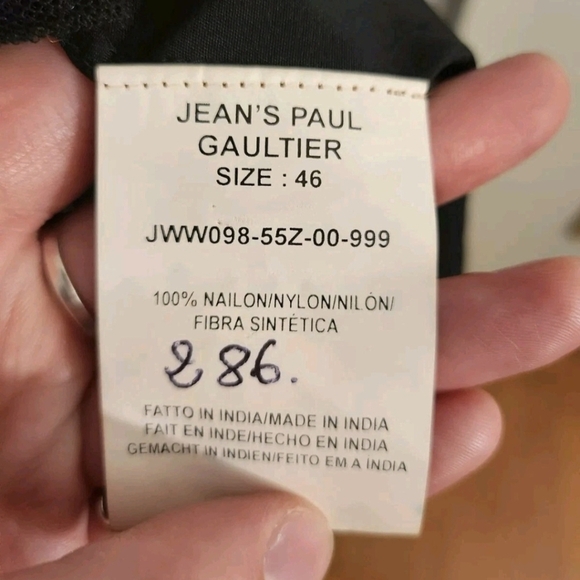 JEAN'S PAUL
GAULTIER
SIZE : 46
JWW098-55Z-00-999
100% NAILON/NYLON/NILÓN/
FIBRA SINTÉTICA
286.
FATTO IN INDIA/MADE IN INDIA
FAIT EN INDE/HECHO EN INDIA
GEMACHT IN INDIEN/FEITO EM A INDIA